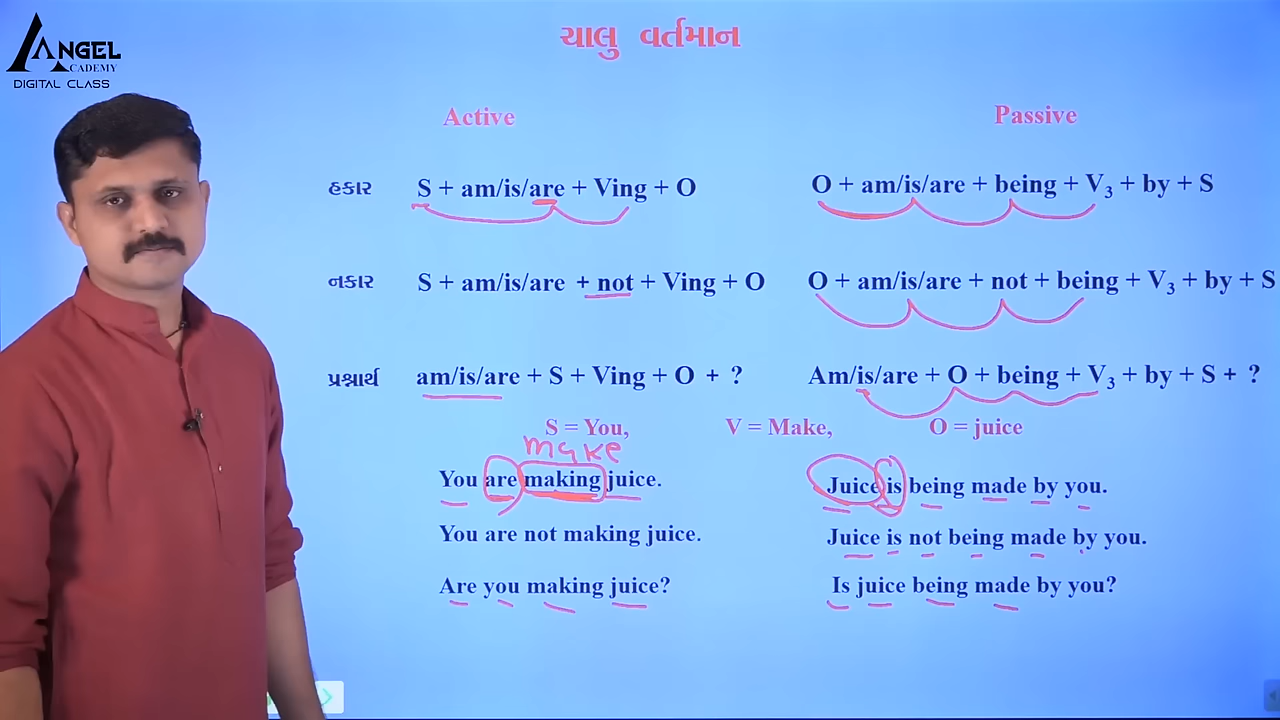 ANGEL
ACADEMY
DIGITAL CLASS
ચાલુ વર્તમાન
Active Passive
હકાર S + am/is/are + Ving + O O + am/is/are + being + V₃ + by + S
નકાર S + am/is/are + not + Ving + O O + am/is/are + not + being + V₃ + by + S
પ્રશ્નાર્થ am/is/are + S + Ving + O + ? Am/is/are + O + being + V₃ + by + S + ?
S = You, V = Make, O = juice
make
You are making juice. Juice is being made by you.
You are not making juice. Juice is not being made by you.
Are you making juice? Is juice being made by you?